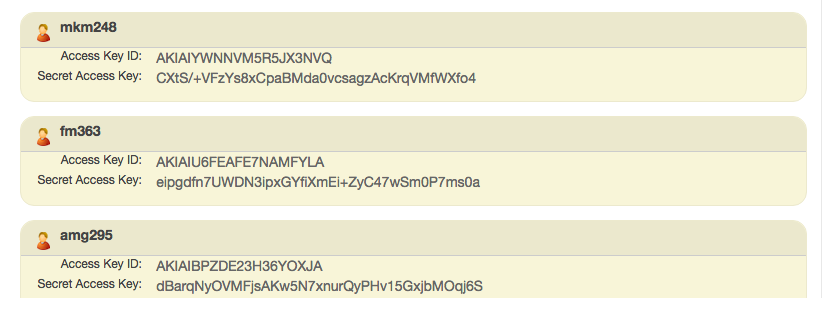 mkm248
Access Key ID: AKIAIYWNNVM5R5JX3NVQ
Secret Access Key: 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
fm363
Access Key ID: AKIAIU6FEAFE7NAMFYLA
Secret Access Key: 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
amg295
Access Key ID: AKIAIBPZDE23H36YOXJA
Secret Access Key: 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